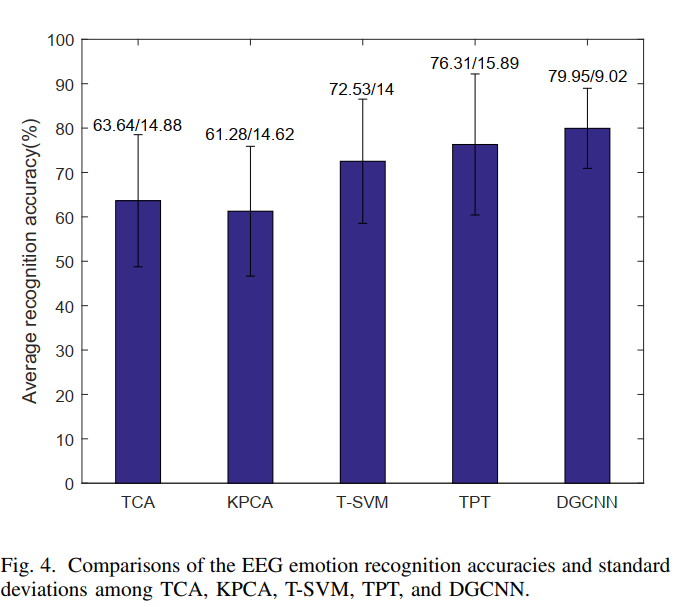 100
90
80
70
60
50
40
30
20
10
0
Average recognition accuracy(%)
63.64/14.88
61.28/14.62
72.53/14
76.31/15.89
79.95/9.02
TCA
KPCA
T-SVM
TPT
DGCNN
Fig. 4. Comparisons of the EEG emotion recognition accuracies and standard
deviations among TCA, KPCA, T-SVM, TPT, and DGCNN.